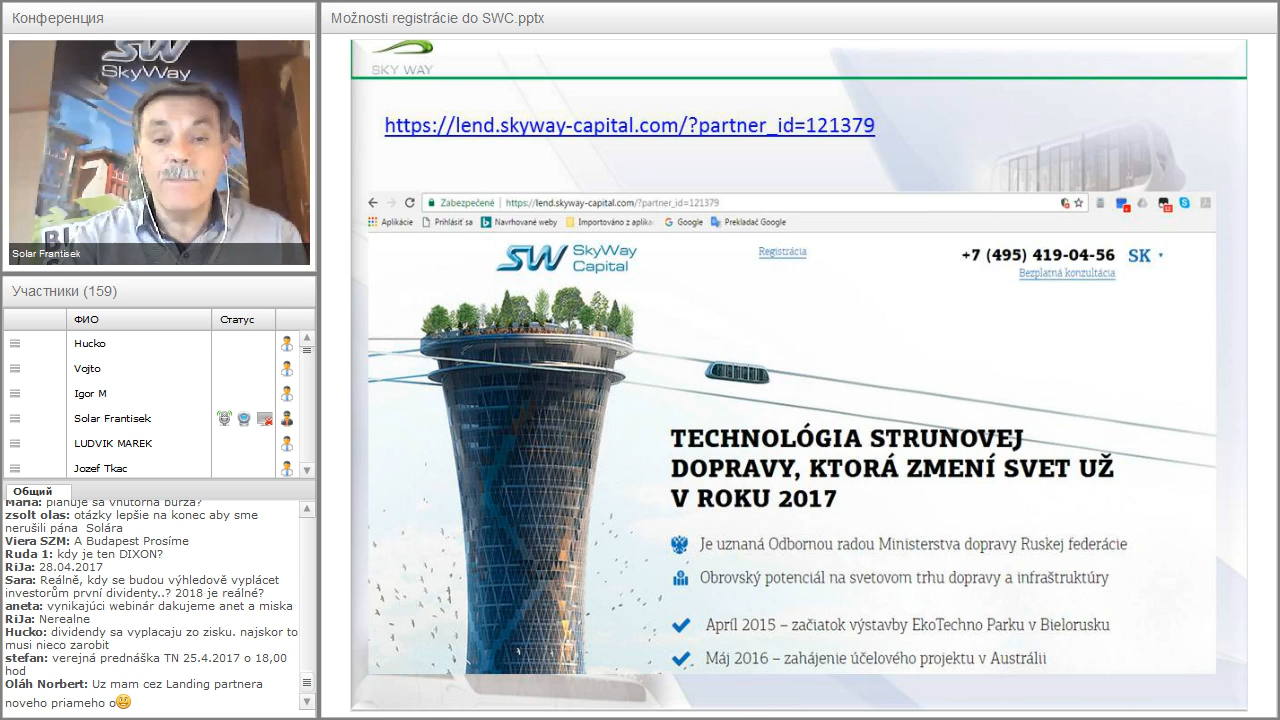 Конференция
SW
SkyWay
BU
Solar Frantisek
Участники (159)
ФИО
Статус
Hucko
Vojto
Igor M
Solar Frantisek
LUDVIK MAREK
Jozef Tkac
Общий
Maria: planuje sa vnutorna burza?
zsolt olas: otázky lepšie na konec aby sme
nerušili pána Solára
Viera SZM: A Budapest Prosíme
Ruda 1: kdy je ten DIXON?
RiJa: 28.04.2017
Sara: Reálně, kdy se budou výhledově vyplácet
investorům první dividenty..? 2018 je reálné?
aneta: vynikajúci webinár dakujeme anet a miska
RiJa: Nerealne
Hucko: dividendy sa vyplacaju zo zisku, najskor to
musi nieco zarobit
stefan: verejná prednáška TN 25.4.2017 o 18,00
hod
Oláh Norbert: Uz mam cez Landing partnera
noveho priameho o
Možnosti registrácie do SWC.pptx
SKY WAY
https://lend.skyway-capital.com/?partner_id=121379
Zabezpečené | https://lend.skyway-capital.com/?partner_id=121379
Aplikácie Prihlásiť sa Navrhované weby Importováno z aplika Google Prekladač Google
SW SkyWay
Capital
Registrácia
+7 (495) 419-04-56 SK
Bezplatná konzultácia
TECHNOLÓGIA STRUNOVEJ
DOPRAVY, KTORÁ ZMENÍ SVET UŽ
V ROKU 2017
Je uznaná Odbornou radou Ministerstva dopravy Ruskej federácie
Obrovský potenciál na svetovom trhu dopravy a infraštruktúry
Apríl 2015 – začiatok výstavby EkoTechno Parku v Bielorusku
Máj 2016 – zahájenie účelového projektu v Austrálii